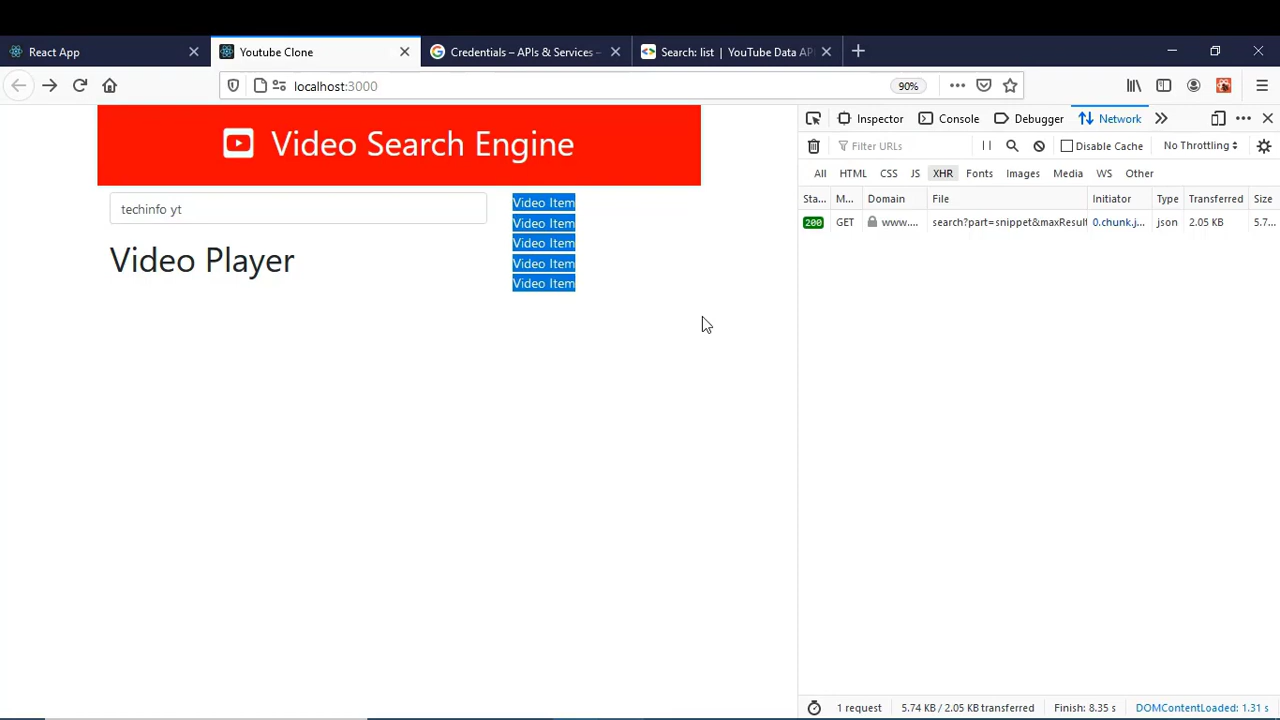 React App
Youtube Clone
Credentials – APIs & Services –
Search: list | YouTube Data AP
localhost:3000
90%
Video Search Engine
techinfo yt
Video Player
Video Item
Video Item
Video Item
Video Item
Video Item
Inspector Console Debugger Network
Filter URLs Disable Cache No Throttling
All HTML CSS JS XHR Fonts Images Media WS Other
Sta... M... Domain File Initiator Type Transferred Size
200 GET www.... search?part=snippet&maxResult 0.chunk.j... json 2.05 KB 5.7...
1 request 5.74 KB / 2.05 KB transferred Finish: 8.35 s DOMContentLoaded: 1.31 s